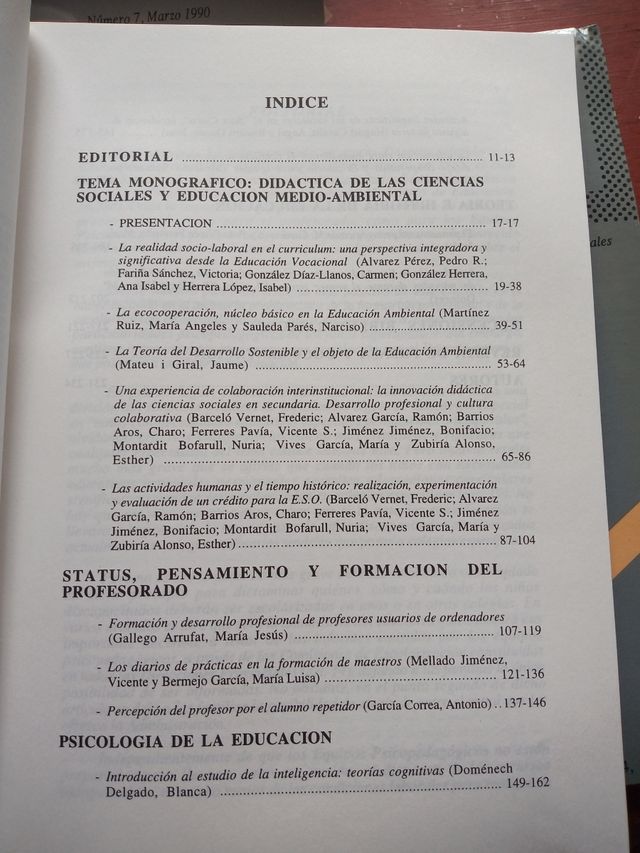 Número 7, Marzo 1990
INDICE
EDITORIAL ........ 11-13
TEMA MONOGRAFICO: DIDACTICA DE LAS CIENCIAS
SOCIALES Y EDUCACION MEDIO-AMBIENTAL
- PRESENTACION ........ 17-17
- La realidad socio-laboral en el curriculum: una perspectiva integradora y
significativa desde la Educación Vocacional (Alvarez Pérez, Pedro R.;
Fariña Sánchez, Victoria; González Díaz-Llanos, Carmen; González Herrera,
Ana Isabel y Herrera López, Isabel) ........ 19-38
- La ecocooperación, núcleo básico en la Educación Ambiental (Martínez
Ruiz, María Angeles y Sauleda Parés, Narciso) ........ 39-51
- La Teoría del Desarrollo Sostenible y el objeto de la Educación Ambiental
(Mateu i Giral, Jaume) ........ 53-64
- Una experiencia de colaboración interinstitucional: la innovación didáctica
de las ciencias sociales en secundaria. Desarrollo profesional y cultura
colaborativa (Barceló Vernet, Frederic; Alvarez García, Ramón; Barrios
Aros, Charo; Ferreres Pavía, Vicente S.; Jiménez Jiménez, Bonifacio;
Montardit Bofarull, Nuria; Vives García, María y Zubiría Alonso,
Esther) ........ 65-86
- Las actividades humanas y el tiempo histórico: realización, experimentación
y evaluación de un crédito para la E.S.O. (Barceló Vernet, Frederic; Alvarez
García, Ramón; Barrios Aros, Charo; Ferreres Pavía, Vicente S.; Jiménez
Jiménez, Bonifacio; Montardit Bofarull, Nuria; Vives García, María y
Zubiría Alonso, Esther) ........ 87-104
STATUS, PENSAMIENTO Y FORMACION DEL
PROFESORADO
- Formación y desarrollo profesional de profesores usuarios de ordenadores
(Gallego Arrufat, María Jesús) ........ 107-119
- Los diarios de prácticas en la formación de maestros (Mellado Jiménez,
Vicente y Bermejo García, María Luisa) ........ 121-136
- Percepción del profesor por el alumno repetidor (García Correa, Antonio) .. 137-146
PSICOLOGIA DE LA EDUCACION
- Introducción al estudio de la inteligencia: teorías cognitivas (Doménech
Delgado, Blanca) ........ 149-162